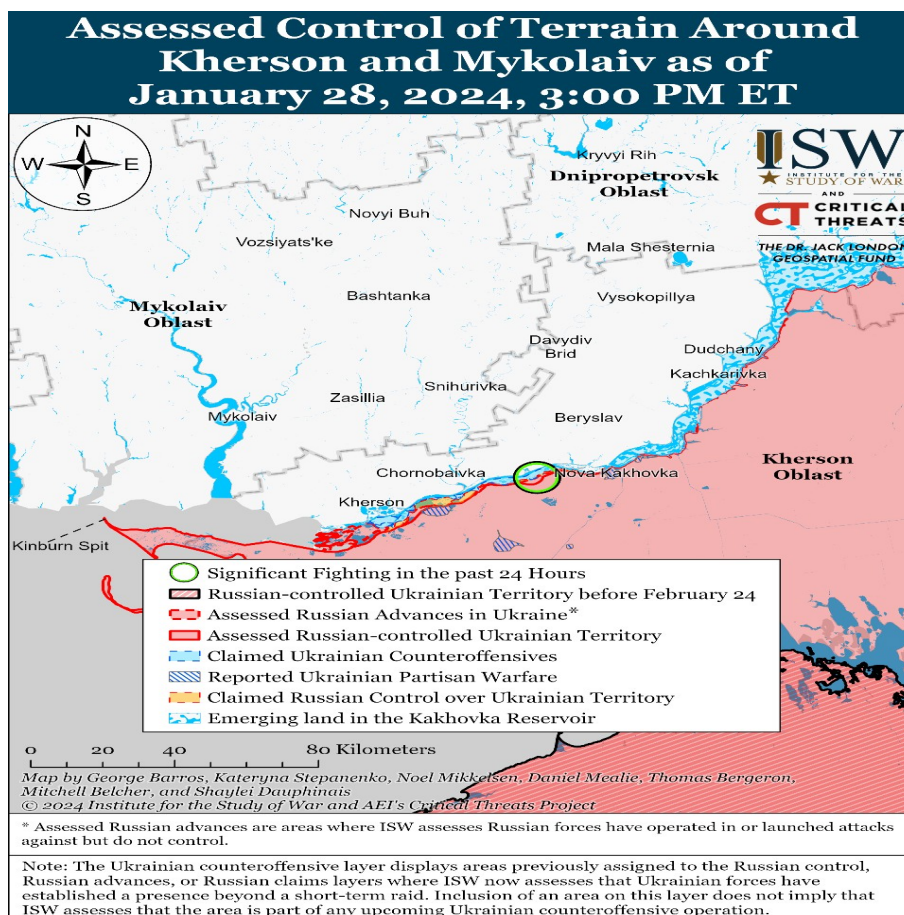 Assessed Control of Terrain Around
Kherson and Mykolaiv as of
January 28, 2024, 3:00 PM ET
N
W E
S
ISW
INSTITUTE FOR THE
STUDY OF WAR
AND
CT CRITICAL
THREATS
THE DR. JACK LONDON
GEOSPATIAL FUND
Kryvyi Rih
Dnipropetrovsk
Oblast
Novyi Buh
Vozsiyats'ke
Mala Shesternia
Bashtanka
Vysokopillya
Mykolaiv
Oblast
Davydiv
Brid
Dudchany
Kachkarivka
Snihurivka
Zasillia
Mykolaiv
Beryslav
Kherson
Oblast
Chornobaivka
Nova Kakhovka
Kherson
Kinburn Spit
Significant Fighting in the past 24 Hours
Russian-controlled Ukrainian Territory before February 24
Assessed Russian Advances in Ukraine*
Assessed Russian-controlled Ukrainian Territory
Claimed Ukrainian Counteroffensives
Reported Ukrainian Partisan Warfare
Claimed Russian Control over Ukrainian Territory
Emerging land in the Kakhovka Reservoir
0 20 40 80 Kilometers
Map by George Barros, Kateryna Stepanenko, Noel Mikkelsen, Daniel Mealie, Thomas Bergeron,
Mitchell Belcher, and Shaylei Dauphinais
© 2024 Institute for the Study of War and AEI's Critical Threats Project
* Assessed Russian advances are areas where ISW assesses Russian forces have operated in or launched attacks
against but do not control.
Note: The Ukrainian counteroffensive layer displays areas previously assigned to the Russian control,
Russian advances, or Russian claims layers where ISW now assesses that Ukrainian forces have
established a presence beyond a short-term raid. Inclusion of an area on this layer does not imply that
ISW assesses that the area is part of any upcoming Ukrainian counteroffensive operation.